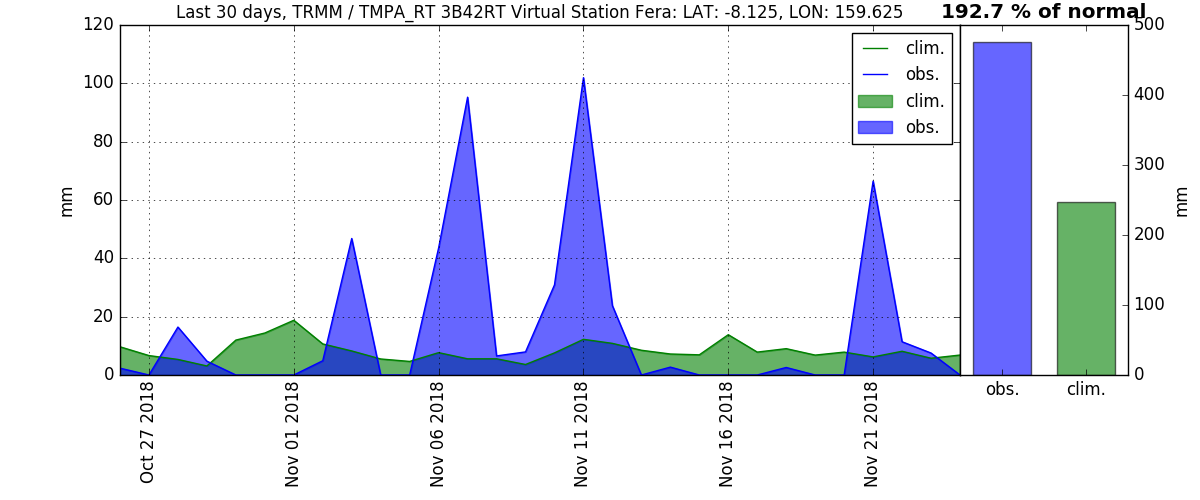 Last 30 days, TRMM / TMPA_RT 3B42RT Virtual Station Fera: LAT: -8.125, LON: 159.625
192.7 % of normal
120
100
80
60
40
20
0
mm
clim.
obs.
clim.
obs.
500
400
300
200
100
0
mm
Oct 27 2018
Nov 01 2018
Nov 06 2018
Nov 11 2018
Nov 16 2018
Nov 21 2018
obs.
clim.